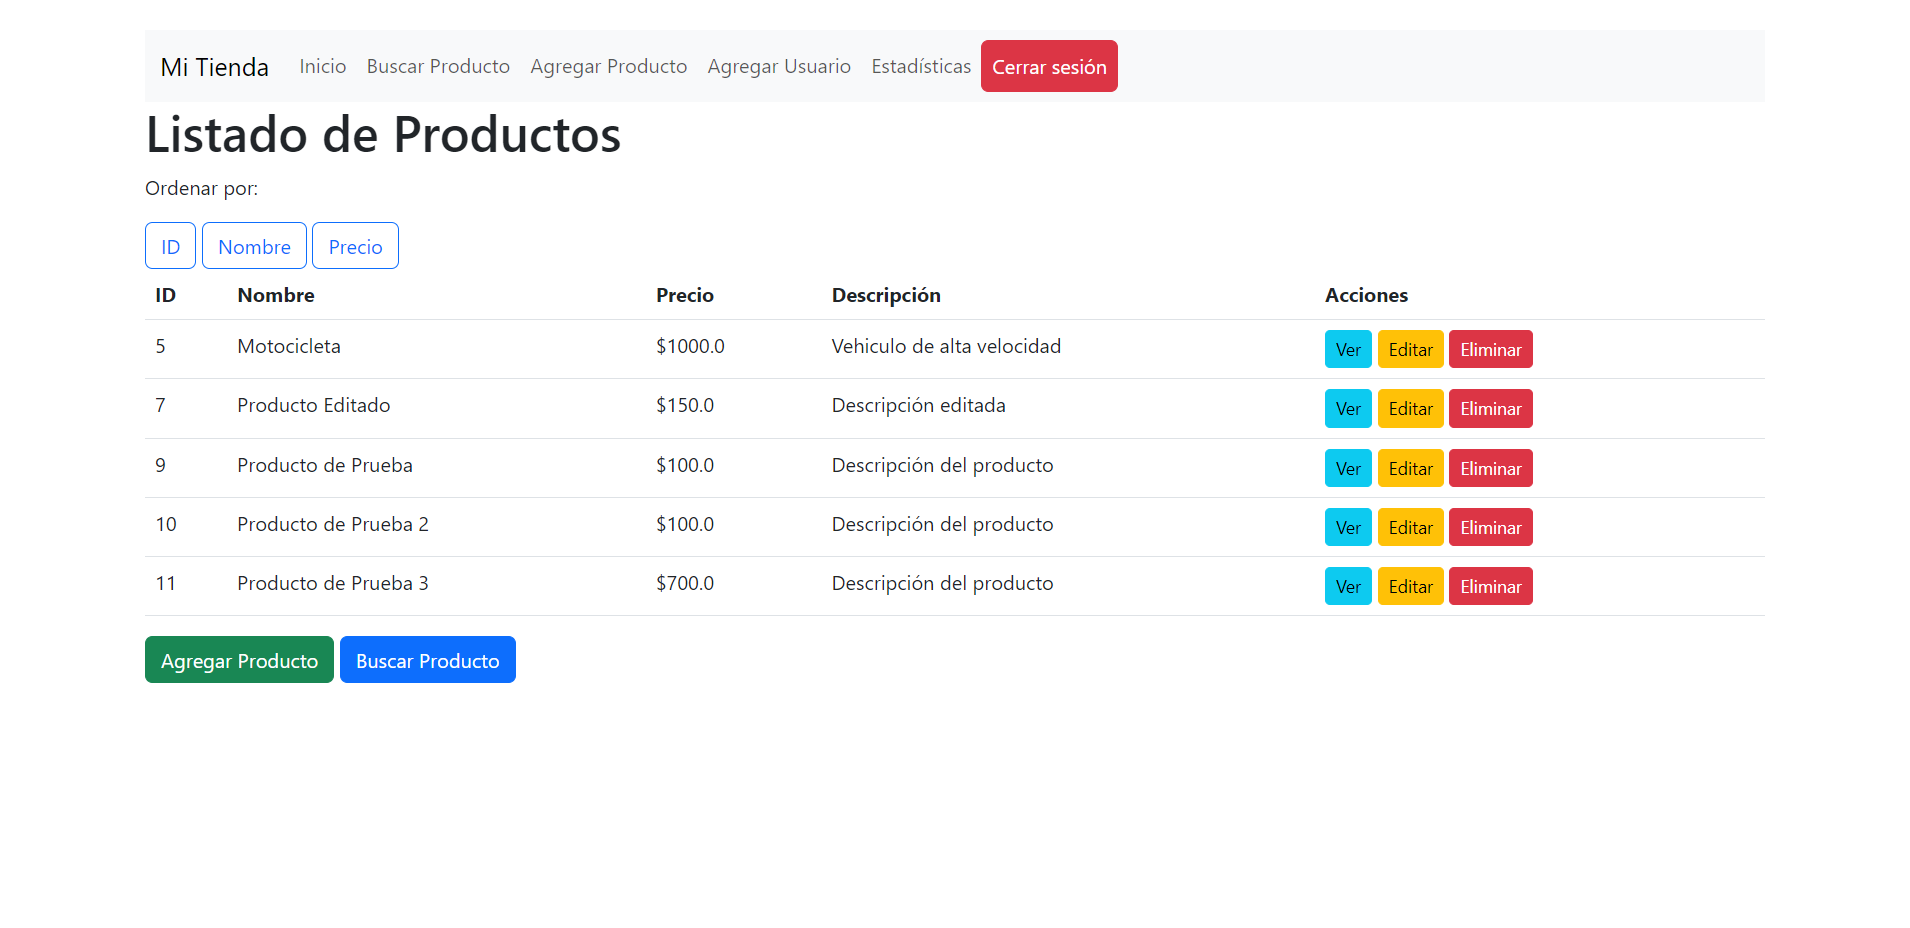 Mi Tienda Inicio Buscar Producto Agregar Producto Agregar Usuario Estadísticas Cerrar sesión
Listado de Productos
Ordenar por:
ID Nombre Precio
ID Nombre Precio Descripción Acciones
5 Motocicleta $1000.0 Vehiculo de alta velocidad Ver Editar Eliminar
7 Producto Editado $150.0 Descripción editada Ver Editar Eliminar
9 Producto de Prueba $100.0 Descripción del producto Ver Editar Eliminar
10 Producto de Prueba 2 $100.0 Descripción del producto Ver Editar Eliminar
11 Producto de Prueba 3 $700.0 Descripción del producto Ver Editar Eliminar
Agregar Producto Buscar Producto